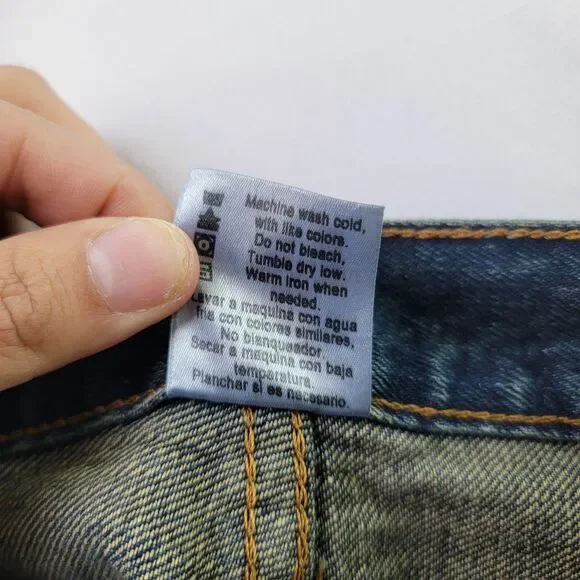 Machine wash cold,
with like colors.
Do not bleach,
Tumble dry low.
Warm iron when
needed.
Lavar a maquina con agua
fria con colores similares,
No blanqueador.
Secar a maquina con baja
temperatura.
Planchar si es necesario.